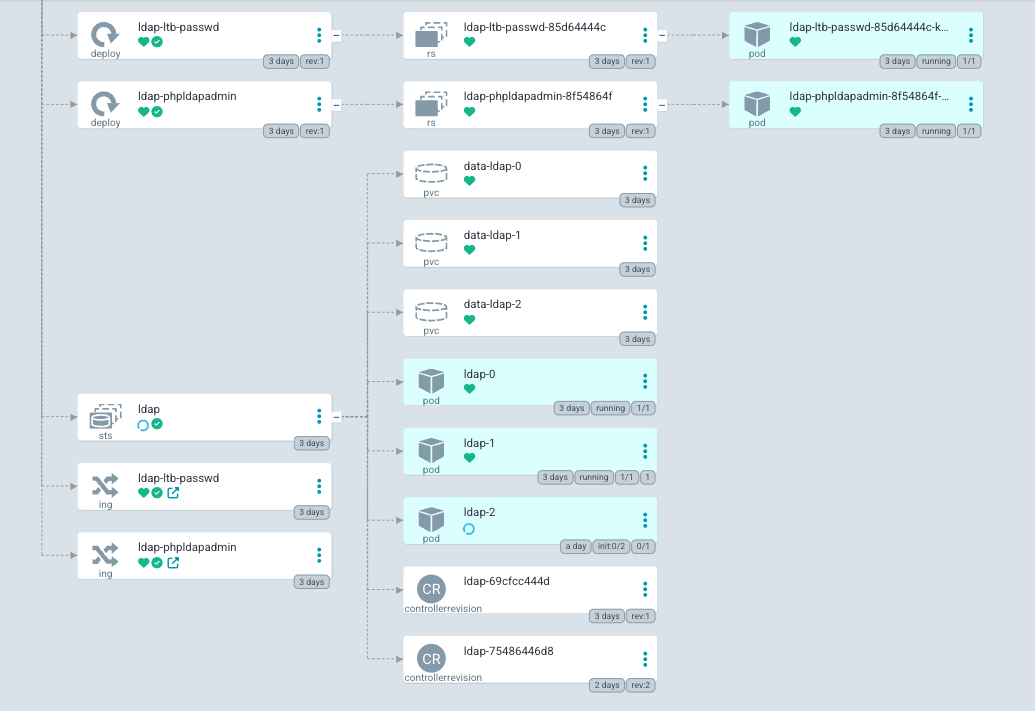 ldap-ltb-passwd
deploy
3 days rev:1
ldap-ltb-passwd-85d64444c
rs
3 days rev:1
ldap-ltb-passwd-85d64444c-k...
pod
3 days running 1/1
ldap-phpldapadmin
deploy
3 days rev:1
ldap-phpldapadmin-8f54864f
rs
3 days rev:1
ldap-phpldapadmin-8f54864f-...
pod
3 days running 1/1
data-ldap-0
pvc
3 days
data-ldap-1
pvc
3 days
data-ldap-2
pvc
3 days
ldap-0
pod
3 days running 1/1
ldap
sts
3 days
ldap-1
pod
3 days running 1/1 1
ldap-ltb-passwd
ing
3 days
ldap-2
pod
a day init:0/2 0/1
ldap-phpldapadmin
ing
3 days
CR
ldap-69cfcc444d
controllerrevision
3 days rev:1
CR
ldap-75486446d8
controllerrevision
2 days rev:2